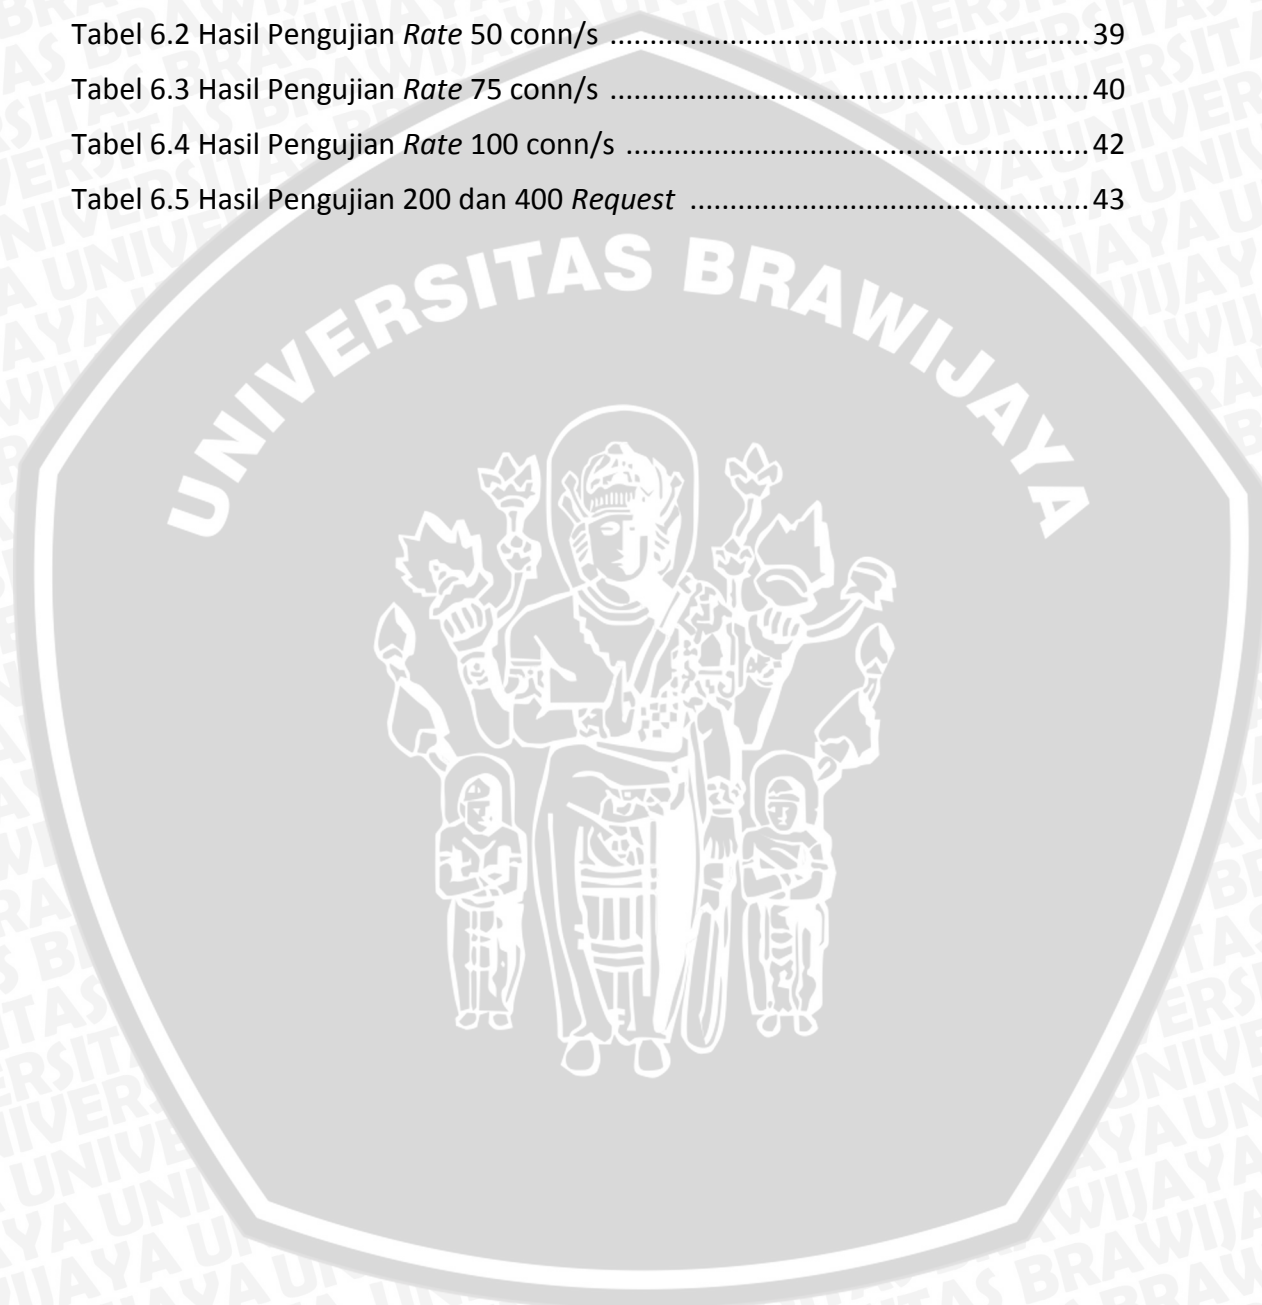 Tabel 6.2 Hasil Pengujian Rate 50 conn/s ............................................................. 39
Tabel 6.3 Hasil Pengujian Rate 75 conn/s ............................................................. 40
Tabel 6.4 Hasil Pengujian Rate 100 conn/s ........................................................... 42
Tabel 6.5 Hasil Pengujian 200 dan 400 Request ................................................... 43
UNIVERSITAS BRAWIJAYA